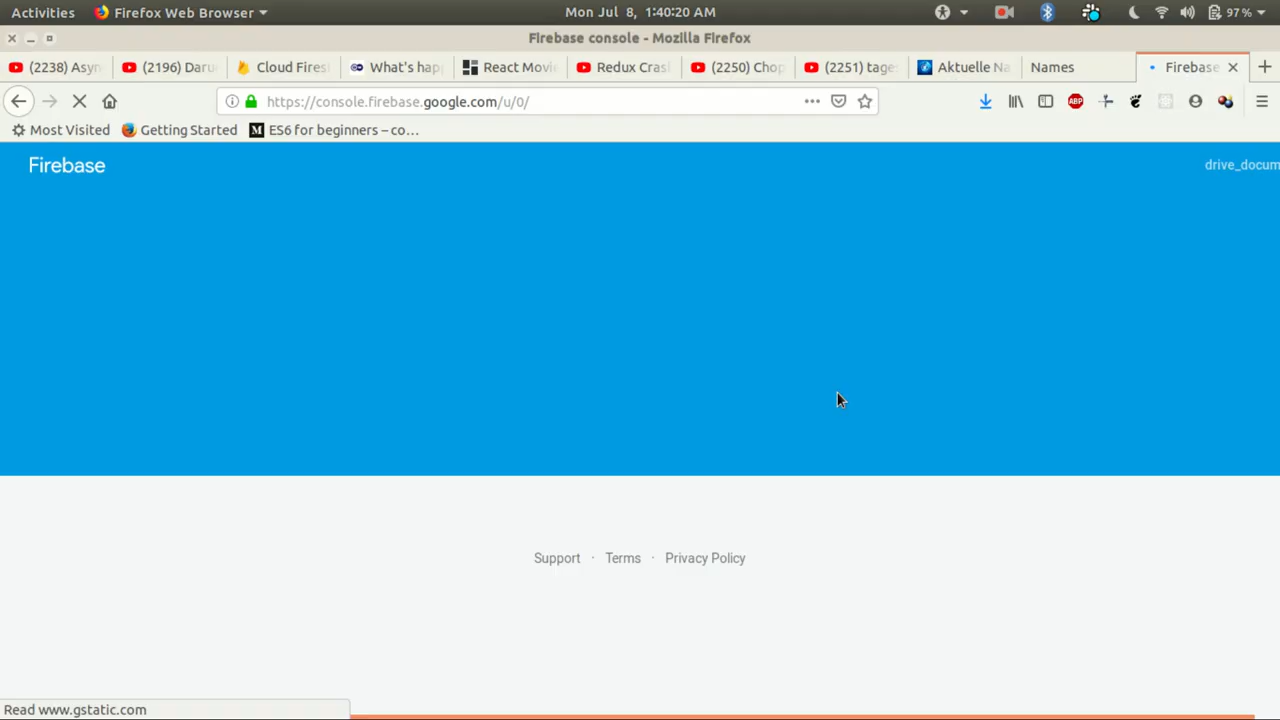 Activities Firefox Web Browser Mon Jul 8, 1:40:20 AM 97%
Firebase console - Mozilla Firefox
(2238) Asyn (2196) Daru Cloud Firest What's hap React Movie Redux Cras (2250) Chop (2251) tage Aktuelle Na Names Firebase
https://console.firebase.google.com/u/0/ ABP
Most Visited Getting Started M ES6 for beginners – co…
Firebase drive_docum
Support · Terms · Privacy Policy
Read www.gstatic.com